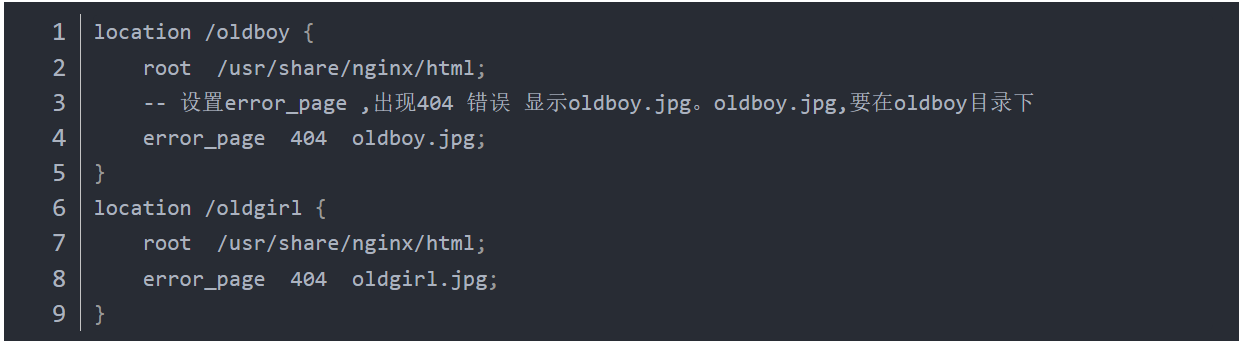 1 location /oldboy {
2     root  /usr/share/nginx/html;
3     -- 设置error_page ,出现404 错误 显示oldboy.jpg。oldboy.jpg,要在oldboy目录下
4     error_page  404  oldboy.jpg;
5 }
6 location /oldgirl {
7     root  /usr/share/nginx/html;
8     error_page  404  oldgirl.jpg;
9 }